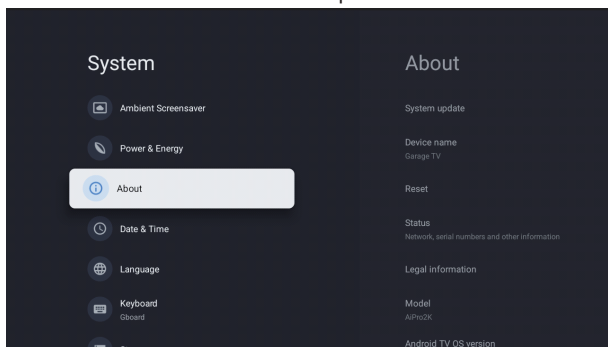 System
Ambient Screensaver
Power & Energy
About
Date & Time
Language
Keyboard
Gboard
About
System update
Device name
Garage TV
Reset
Status
Network, serial numbers and other information
Legal information
Model
AiPro2K
Android TV OS version